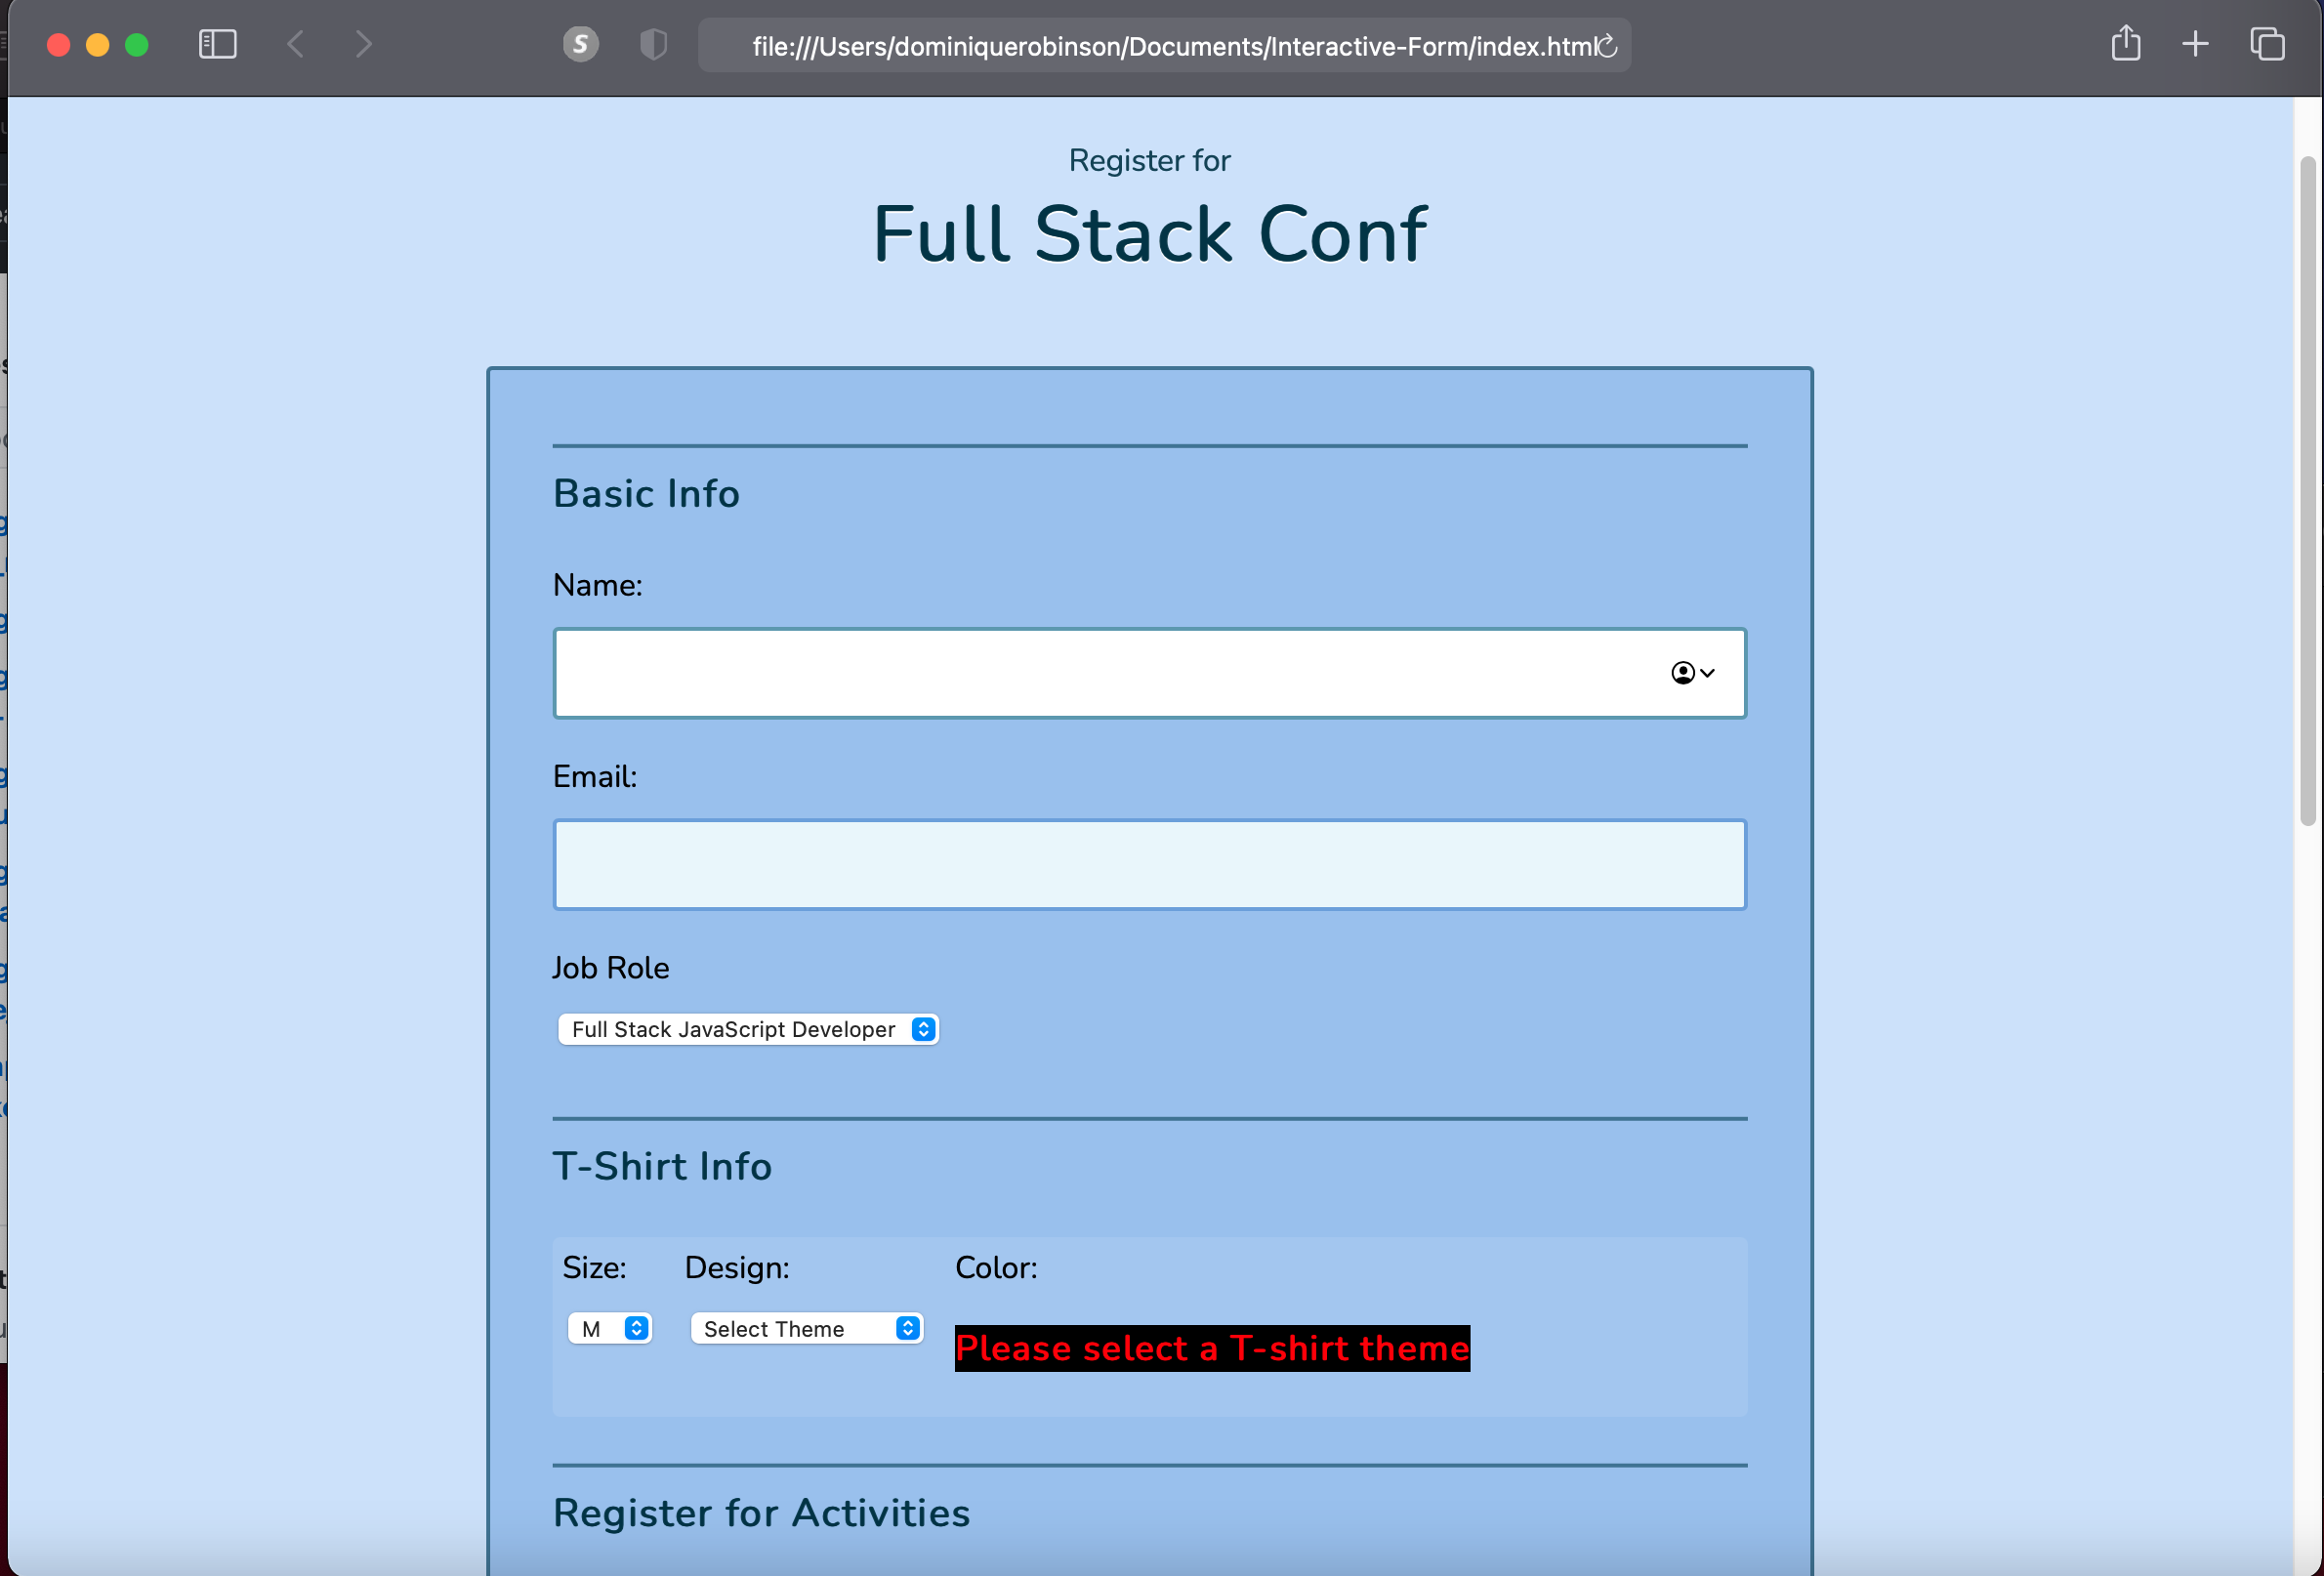 file:///Users/dominiquerobinson/Documents/Interactive-Form/index.html
Register for
Full Stack Conf
Basic Info
Name:
Email:
Job Role
Full Stack JavaScript Developer
T-Shirt Info
Size: Design: Color:
M Select Theme
Please select a T-shirt theme
Register for Activities